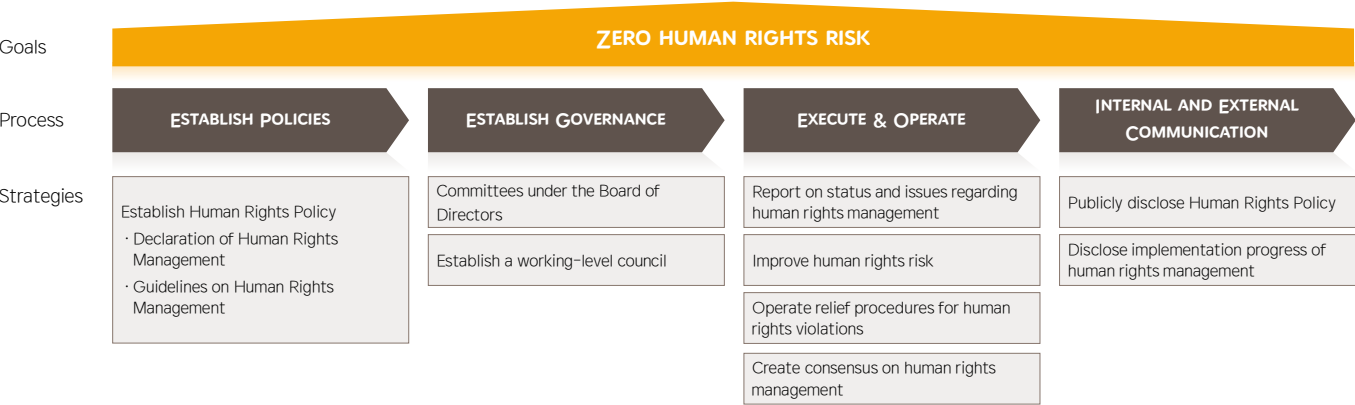 Goals
ZERO HUMAN RIGHTS RISK
Process
ESTABLISH POLICIES
ESTABLISH GOVERNANCE
EXECUTE & OPERATE
INTERNAL AND EXTERNAL
COMMUNICATION
Strategies
Establish Human Rights Policy
· Declaration of Human Rights
Management
· Guidelines on Human Rights
Management
Committees under the Board of
Directors
Establish a working-level council
Report on status and issues regarding
human rights management
Improve human rights risk
Operate relief procedures for human
rights violations
Create consensus on human rights
management
Publicly disclose Human Rights Policy
Disclose implementation progress of
human rights management